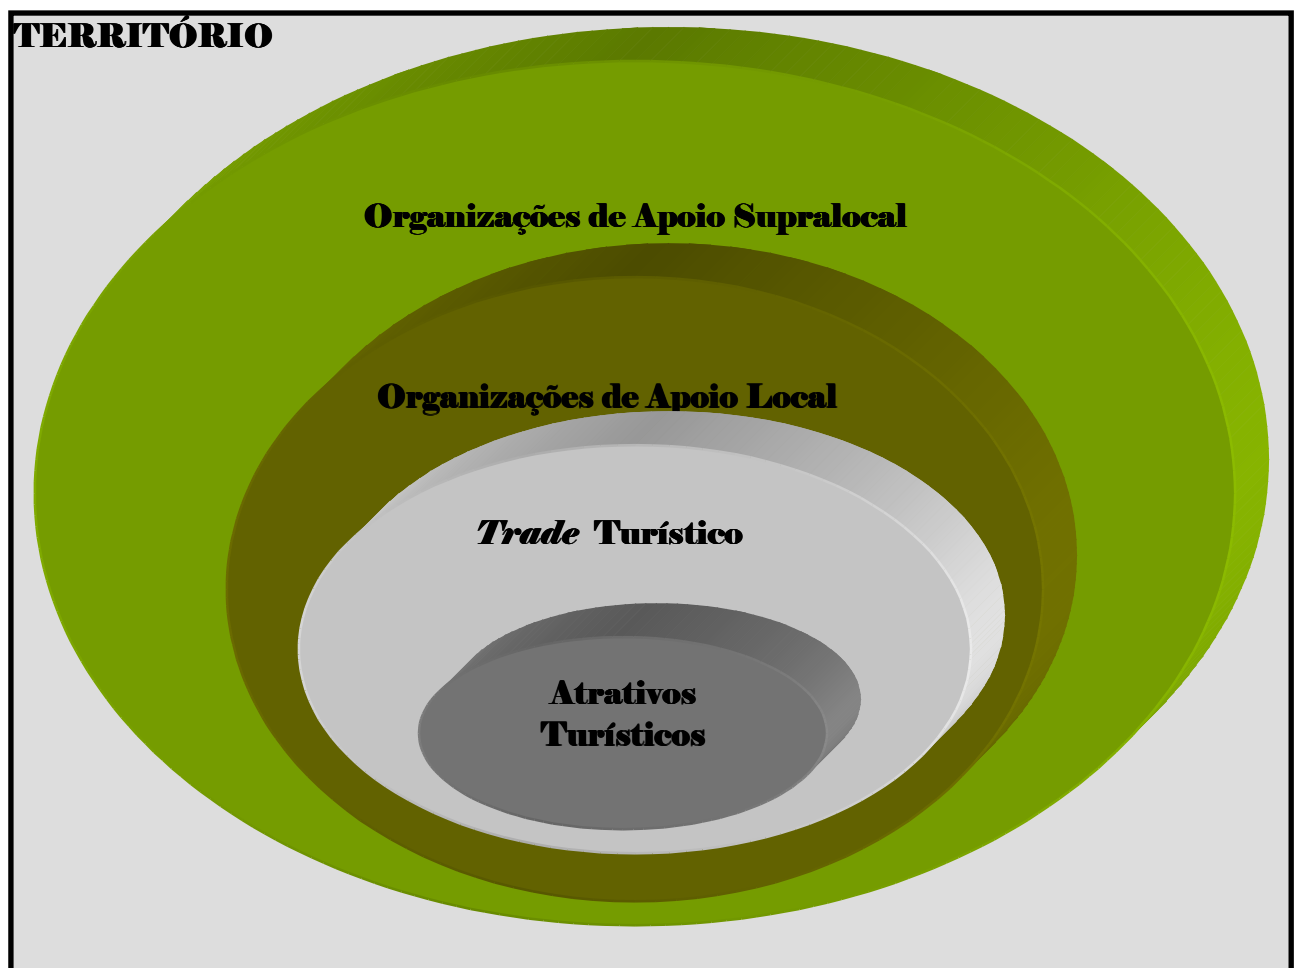 TERRITÓRIO
Organizações de Apoio Supralocal
Organizações de Apoio Local
Trade Turístico
Atrativos
Turísticos